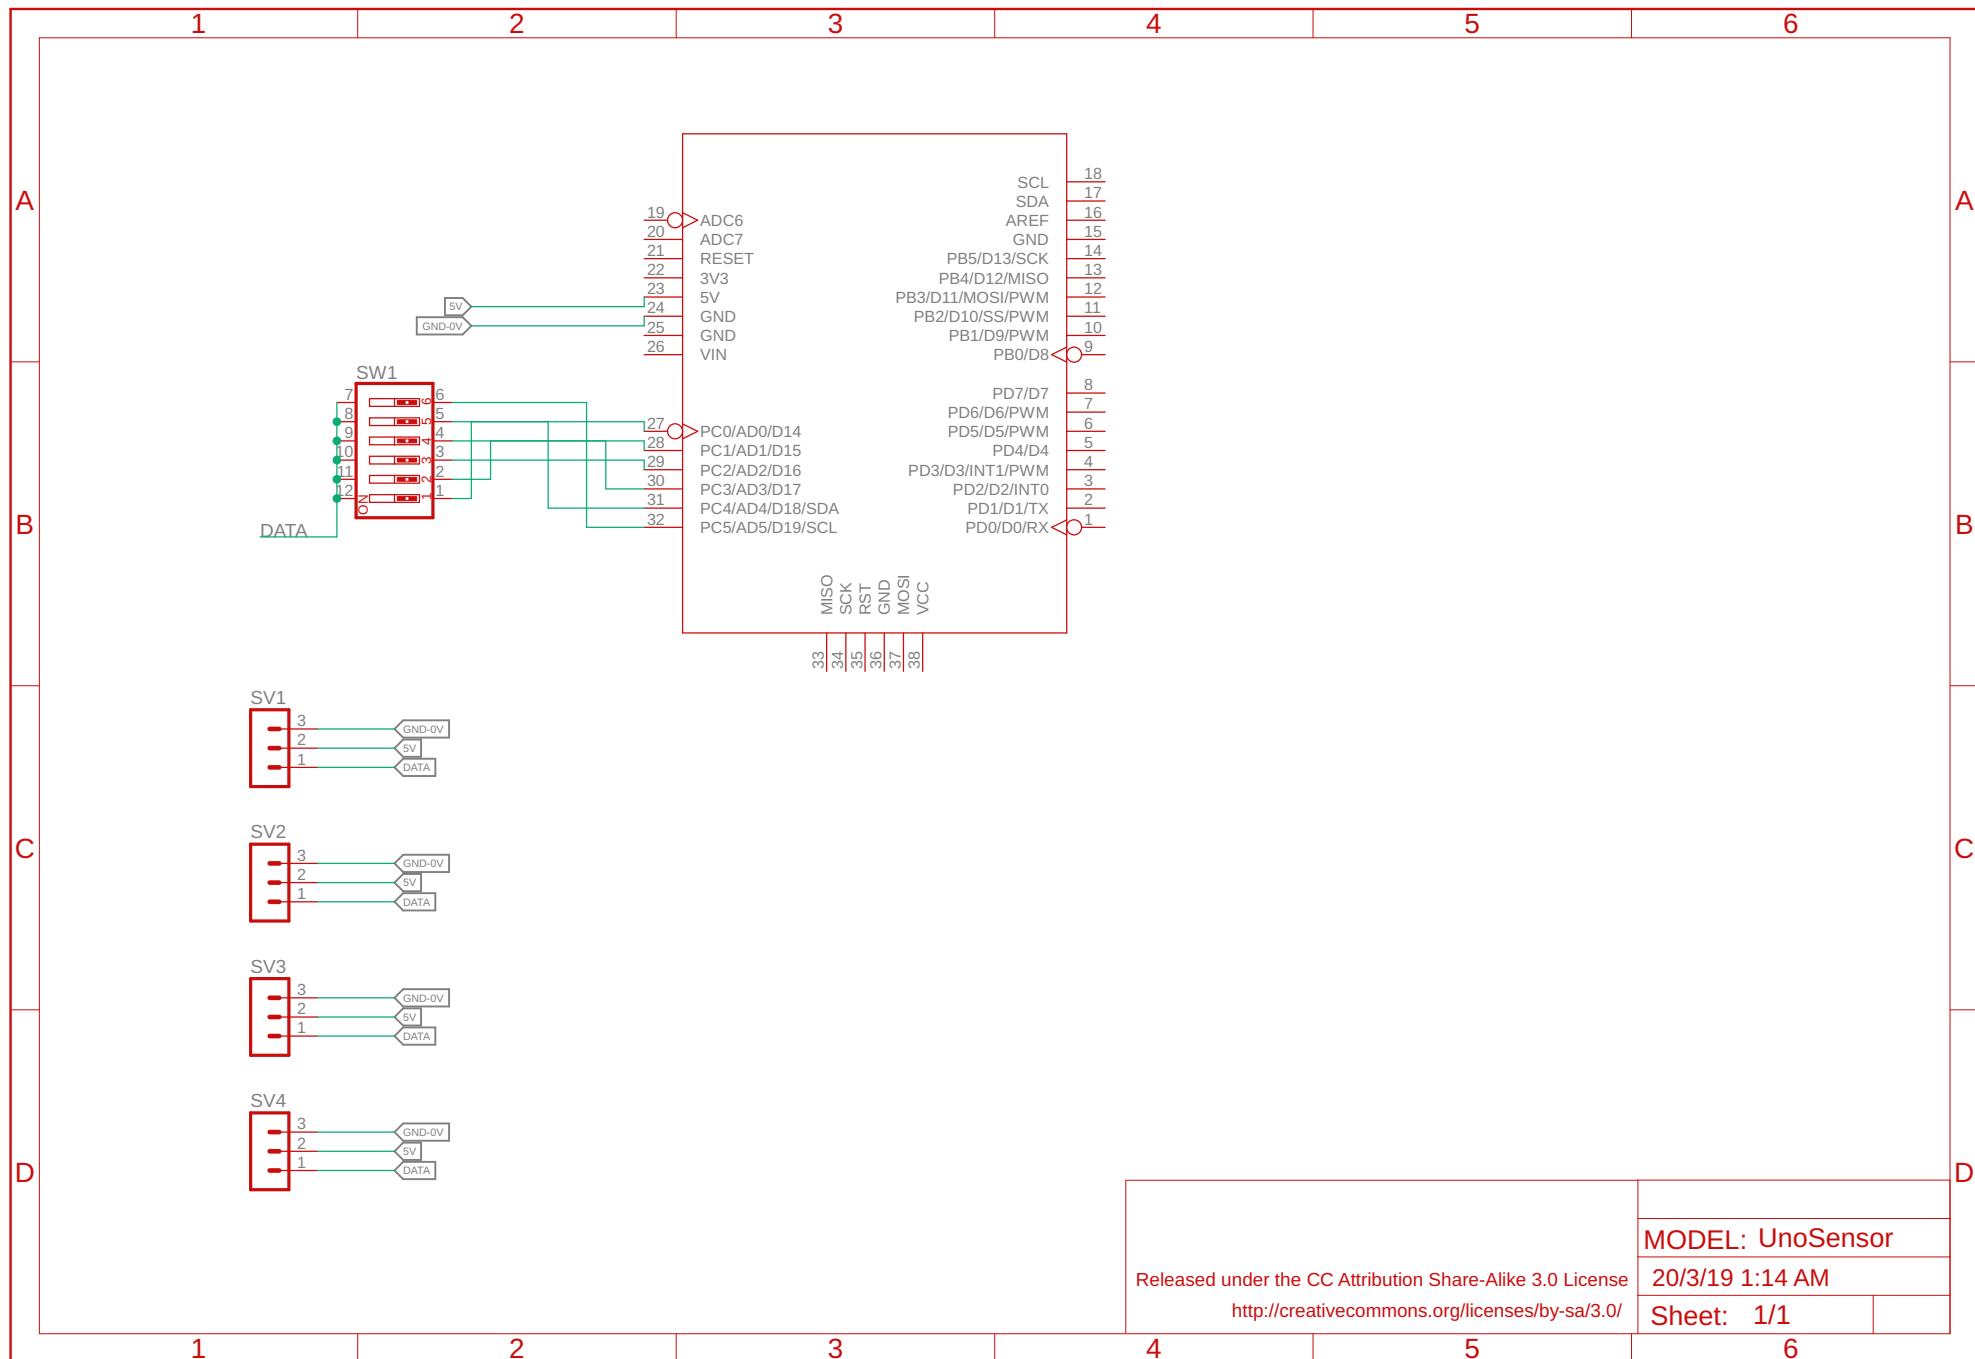 1 2 3 4 5 6
A A
18 SCL
17 SDA
19 ADC6 16 AREF
20 ADC7 15 GND
21 RESET 14 PB5/D13/SCK
22 3V3 13 PB4/D12/MISO
23 5V 12 PB3/D11/MOSI/PWM
5V
24 GND 11 PB2/D10/SS/PWM
GND-0V
25 GND 10 PB1/D9/PWM
26 VIN 9 PB0/D8
SW1
7 6 6
8 5 5
9 4 4
10 3 3
11 2 2
12 1 1
ON
DATA
8 PD7/D7
7 PD6/D6/PWM
27 PC0/AD0/D14 6 PD5/D5/PWM
28 PC1/AD1/D15 5 PD4/D4
29 PC2/AD2/D16 4 PD3/D3/INT1/PWM
30 PC3/AD3/D17 3 PD2/D2/INT0
31 PC4/AD4/D18/SDA 2 PD1/D1/TX
32 PC5/AD5/D19/SCL 1 PD0/D0/RX
B B
MISO SCK RST GND MOSI VCC
33 34 35 36 37 38
SV1
3 GND-0V
2 5V
1 DATA
SV2
3 GND-0V
C C
2 5V
1 DATA
SV3
3 GND-0V
2 5V
1 DATA
SV4
3 GND-0V
2 5V
1 DATA
D D
MODEL: UnoSensor
Released under the CC Attribution Share-Alike 3.0 License
20/3/19 1:14 AM
http://creativecommons.org/licenses/by-sa/3.0/
Sheet: 1/1
1 2 3 4 5 6